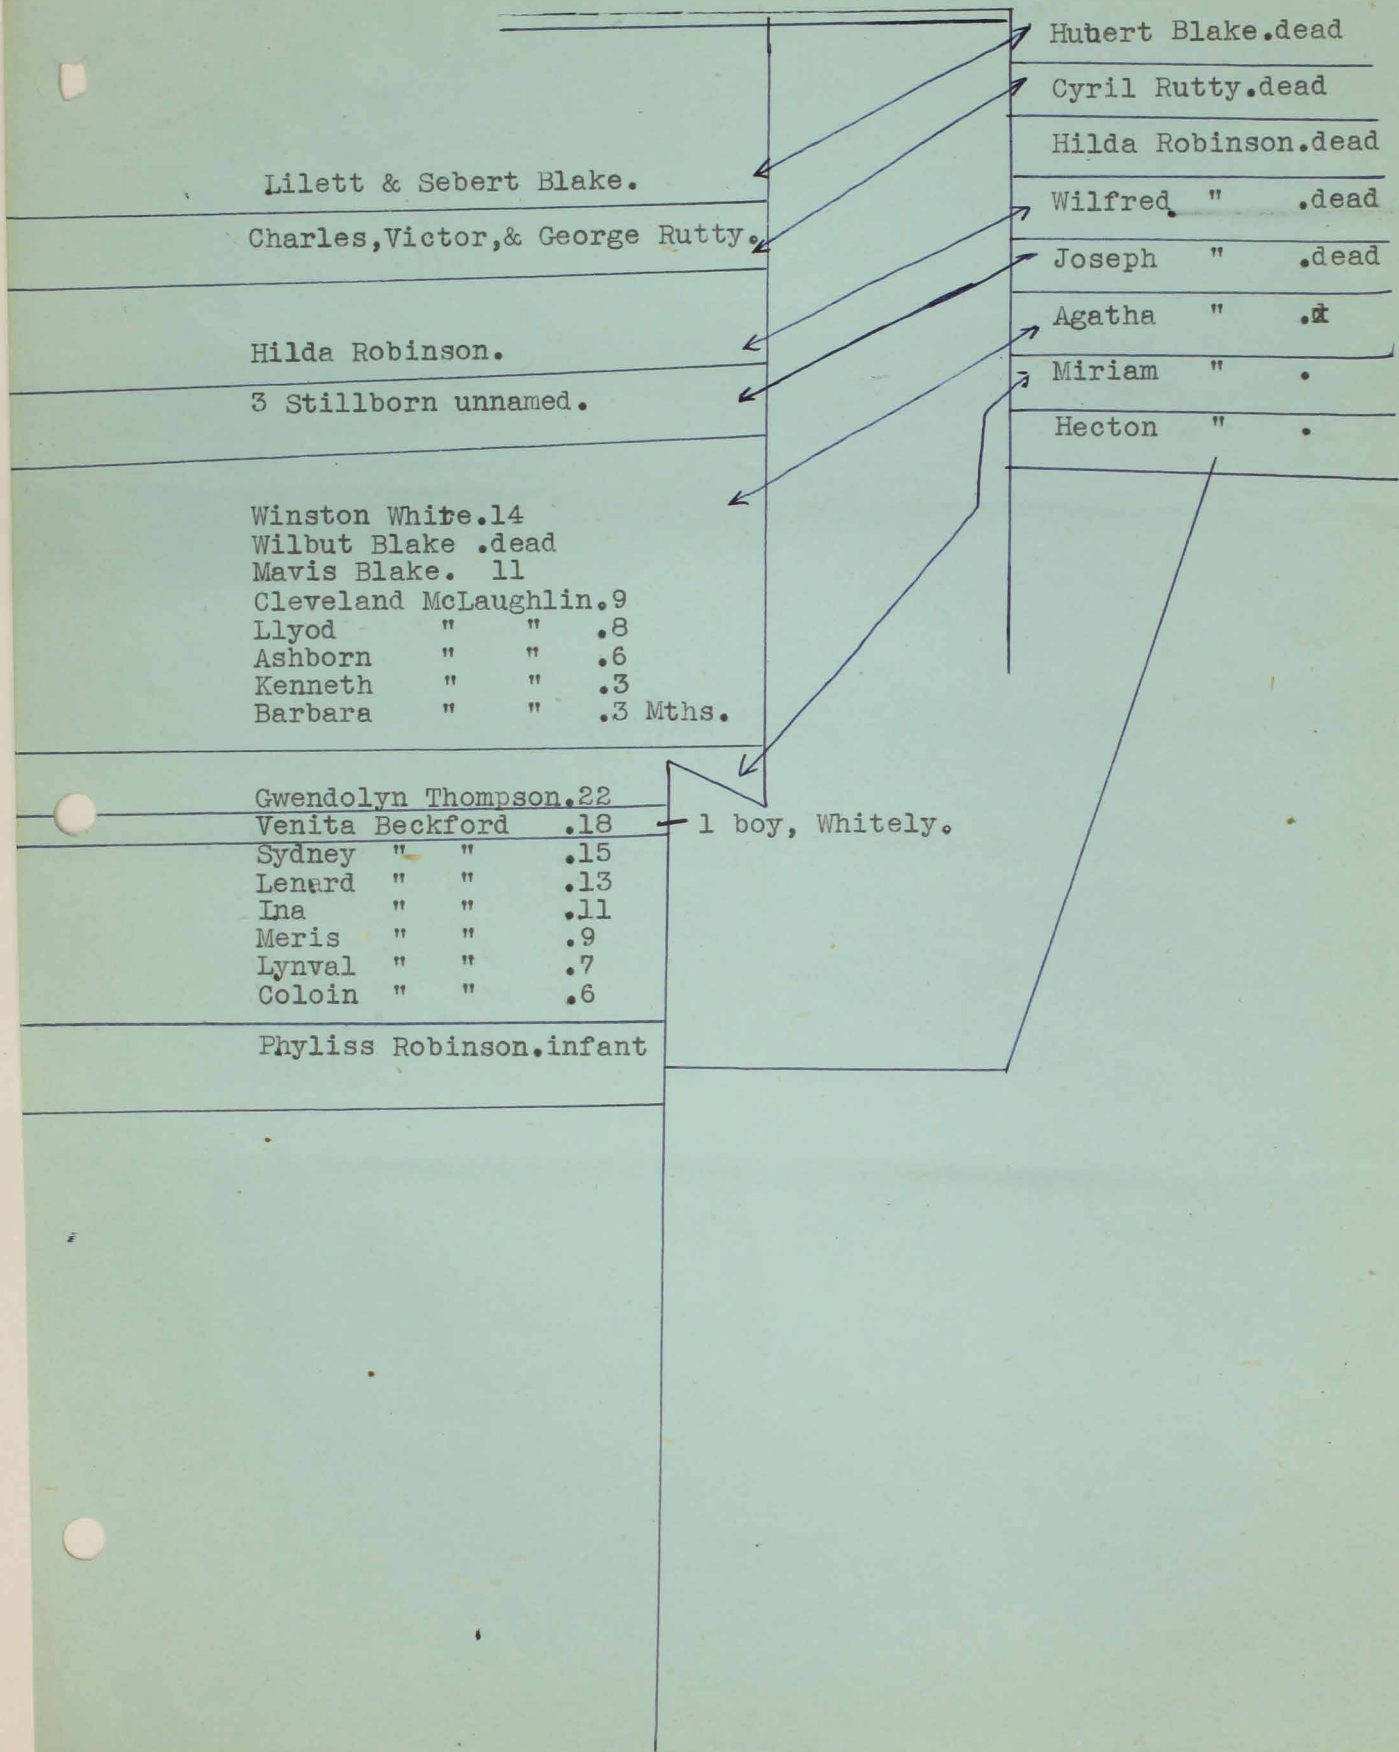 Hubert Blake.dead
Cyril Rutty.dead
Hilda Robinson.dead
Wilfred " .dead
Joseph " .dead
Agatha " .
Miriam " .
Hecton " .
Lilett & Sebert Blake.
Charles,Victor,& George Rutty.
Hilda Robinson.
3 Stillborn unnamed.
Winston White.14
Wilbut Blake .dead
Mavis Blake. 11
Cleveland McLaughlin.9
Llyod " " .8
Ashborn " " .6
Kenneth " " .3
Barbara " " .3 Mths.
Gwendolyn Thompson.22
Venita Beckford .18 - 1 boy, Whitely.
Sydney " " .15
Lenard " " .13
Ina " " .11
Meris " " .9
Lynval " " .7
Coloin " " .6
Phyliss Robinson.infant